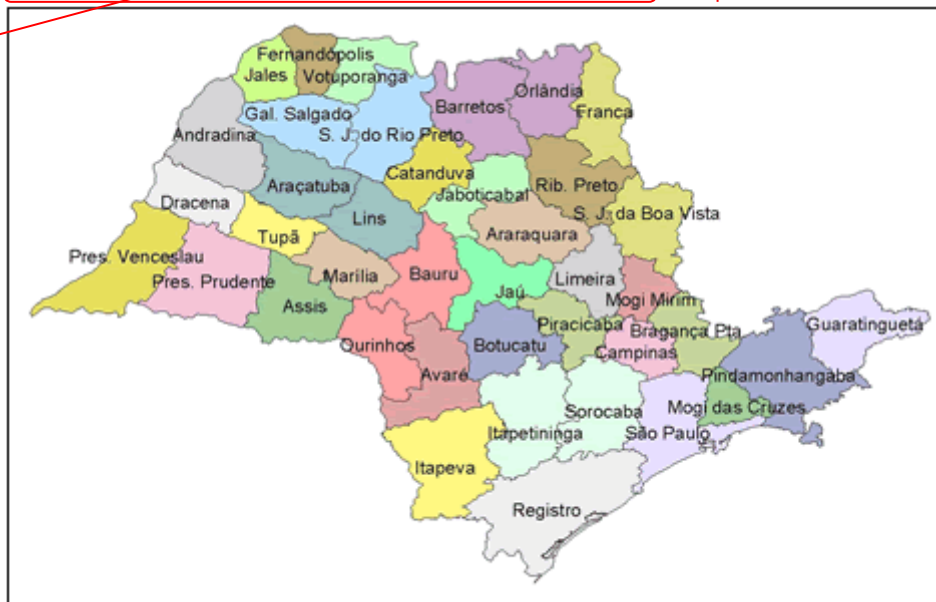 Fernandópolis
Jales
Votuporanga
Orlândia
Barretos
Franca
Gal. Salgado
Andradina
S. J. do Rio Preto
Catanduva
Araçatuba
Jaboticabal
Rib. Preto
Dracena
Lins
S. J. da Boa Vista
Tupã
Araraquara
Pres. Venceslau
Pres. Prudente
Marília
Bauru
Limeira
Assis
Jaú
Mogi Mirim
Guaratinguetá
Piracicaba
Bragança Pta
Ourinhos
Botucatu
Campinas
Avaré
Pindamonhangaba
Sorocaba
Mogi das Cruzes
Itapetininga
São Paulo
Itapeva
Registro